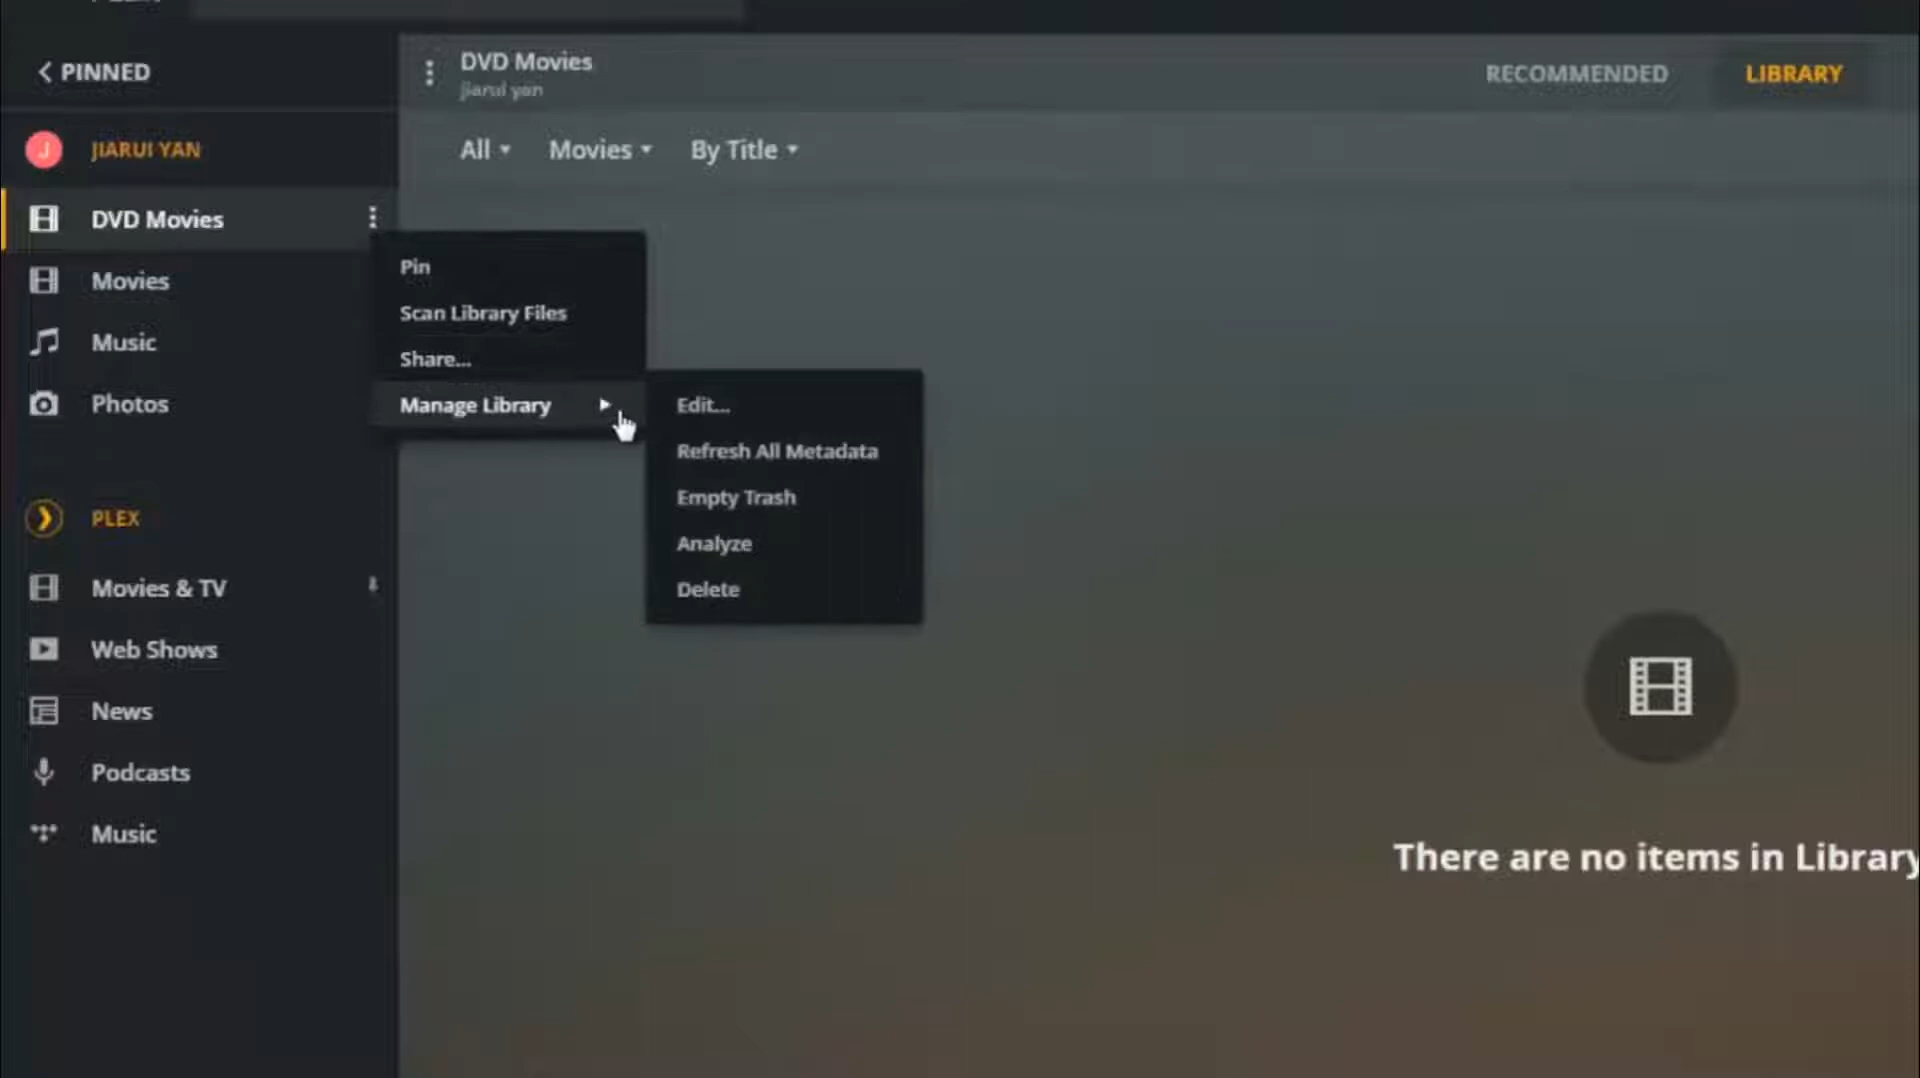 PINNED
DVD Movies
jiarui yan
RECOMMENDED
LIBRARY
J
JIARUI YAN
All
Movies
By Title
DVD Movies
Movies
Music
Photos
Pin
Scan Library Files
Share...
Manage Library
Edit...
Refresh All Metadata
Empty Trash
Analyze
Delete
PLEX
Movies & TV
Web Shows
News
Podcasts
Music
There are no items in Library